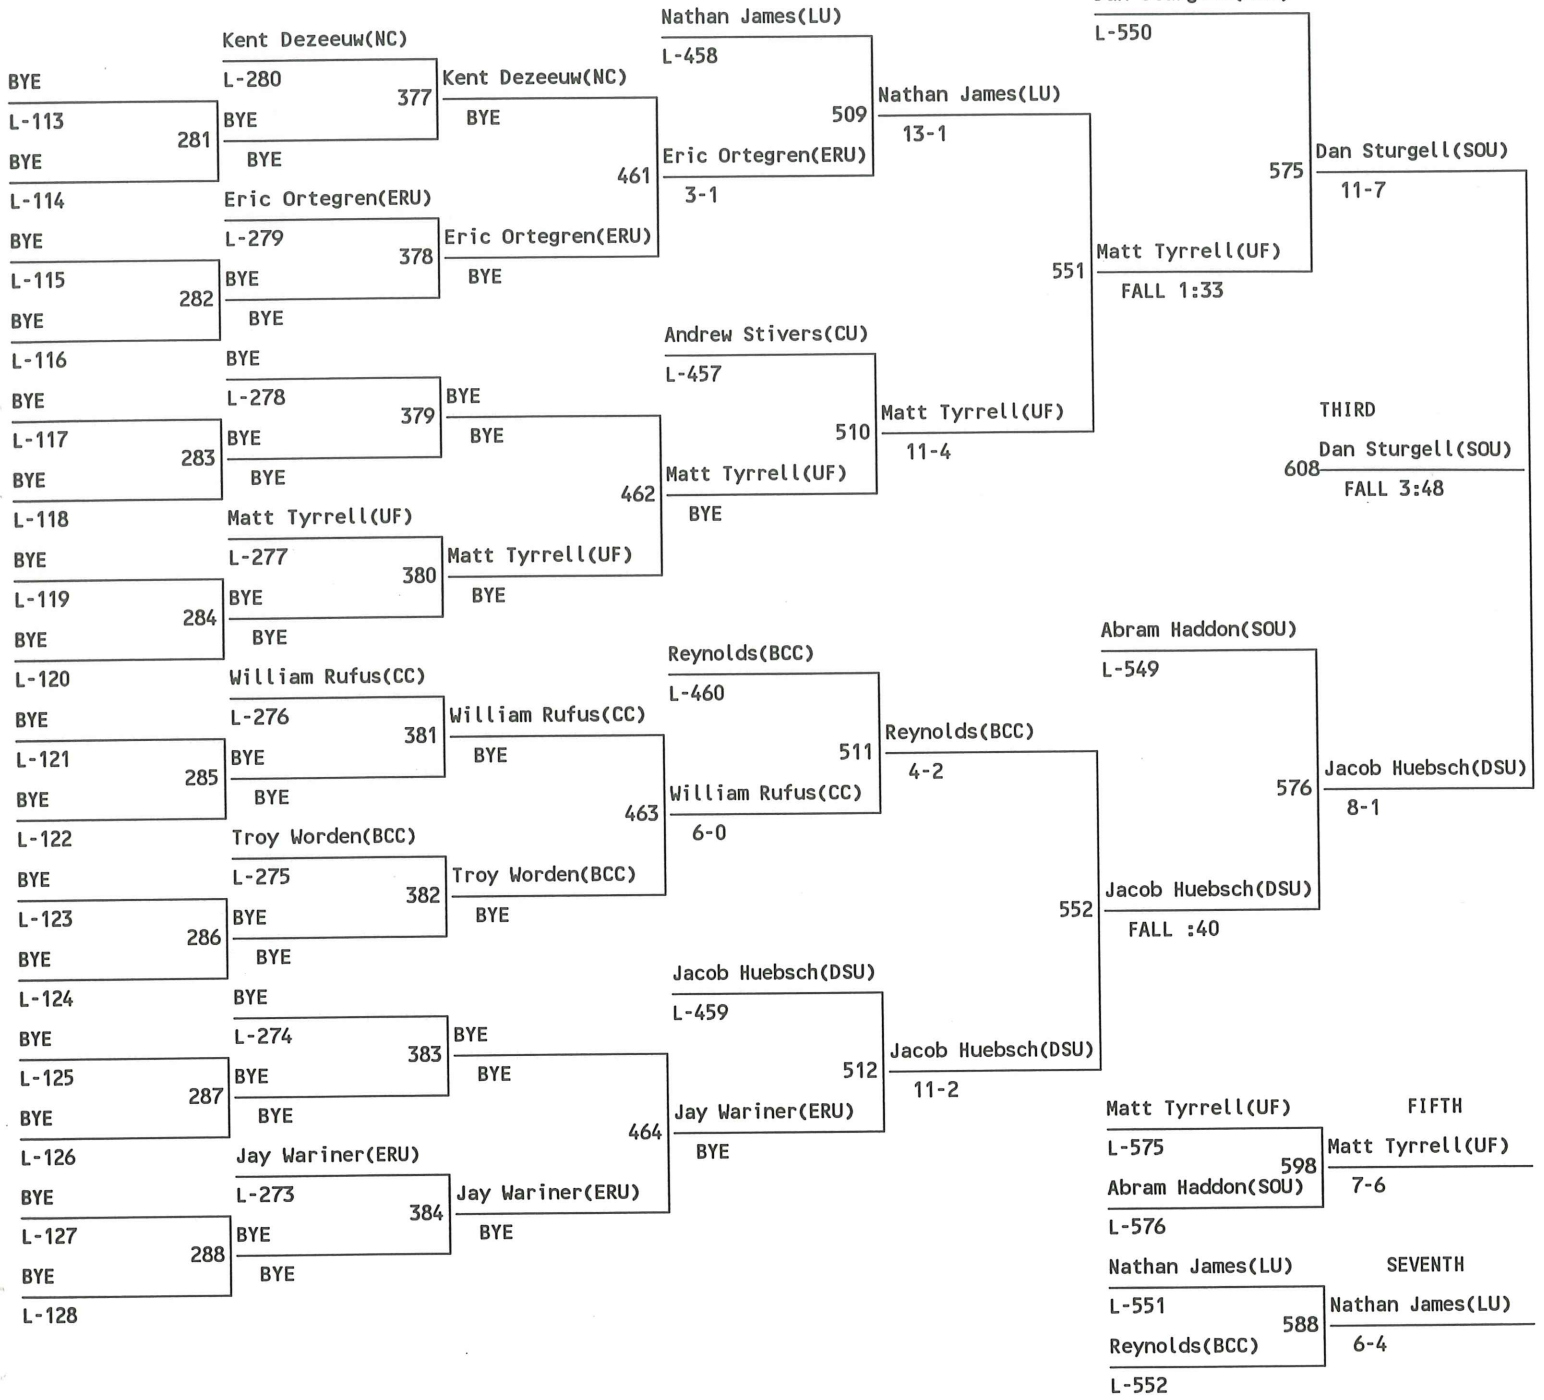 BYE
L-113
281
BYE
L-114
BYE
L-115
282
BYE
L-116
BYE
L-117
283
BYE
L-118
BYE
L-119
284
BYE
L-120
BYE
L-121
285
BYE
L-122
BYE
L-123
286
BYE
L-124
BYE
L-125
287
BYE
L-126
BYE
L-127
288
BYE
L-128
Kent Dezeeuw(NC)
L-280
377
BYE
BYE
Eric Ortegren(ERU)
L-279
378
BYE
BYE
BYE
L-278
379
BYE
BYE
Matt Tyrrell(UF)
L-277
380
BYE
BYE
William Rufus(CC)
L-276
381
BYE
BYE
Troy Worden(BCC)
L-275
382
BYE
BYE
BYE
L-274
383
BYE
BYE
Jay Wariner(ERU)
L-273
384
BYE
BYE
Kent Dezeeuw(NC)
BYE
461
Eric Ortegren(ERU)
BYE
BYE
BYE
462
Matt Tyrrell(UF)
BYE
William Rufus(CC)
BYE
463
Troy Worden(BCC)
BYE
BYE
BYE
464
Jay Wariner(ERU)
BYE
Nathan James(LU)
L-458
509
Eric Ortegren(ERU)
3-1
Andrew Stivers(CU)
L-457
510
Matt Tyrrell(UF)
BYE
Reynolds(BCC)
L-460
511
William Rufus(CC)
6-0
Jacob Huebsch(DSU)
L-459
512
Jay Wariner(ERU)
BYE
Nathan James(LU)
13-1
551
Matt Tyrrell(UF)
11-4
Reynolds(BCC)
4-2
552
Jacob Huebsch(DSU)
11-2
L-550
575
Matt Tyrrell(UF)
FALL 1:33
Abram Haddon(SOU)
L-549
576
Jacob Huebsch(DSU)
FALL :40
Dan Sturgell(SOU)
11-7
THIRD
608 Dan Sturgell(SOU)
FALL 3:48
Jacob Huebsch(DSU)
8-1
Matt Tyrrell(UF) FIFTH
L-575
598 Matt Tyrrell(UF)
Abram Haddon(SOU) 7-6
L-576
Nathan James(LU) SEVENTH
L-551
588 Nathan James(LU)
Reynolds(BCC) 6-4
L-552